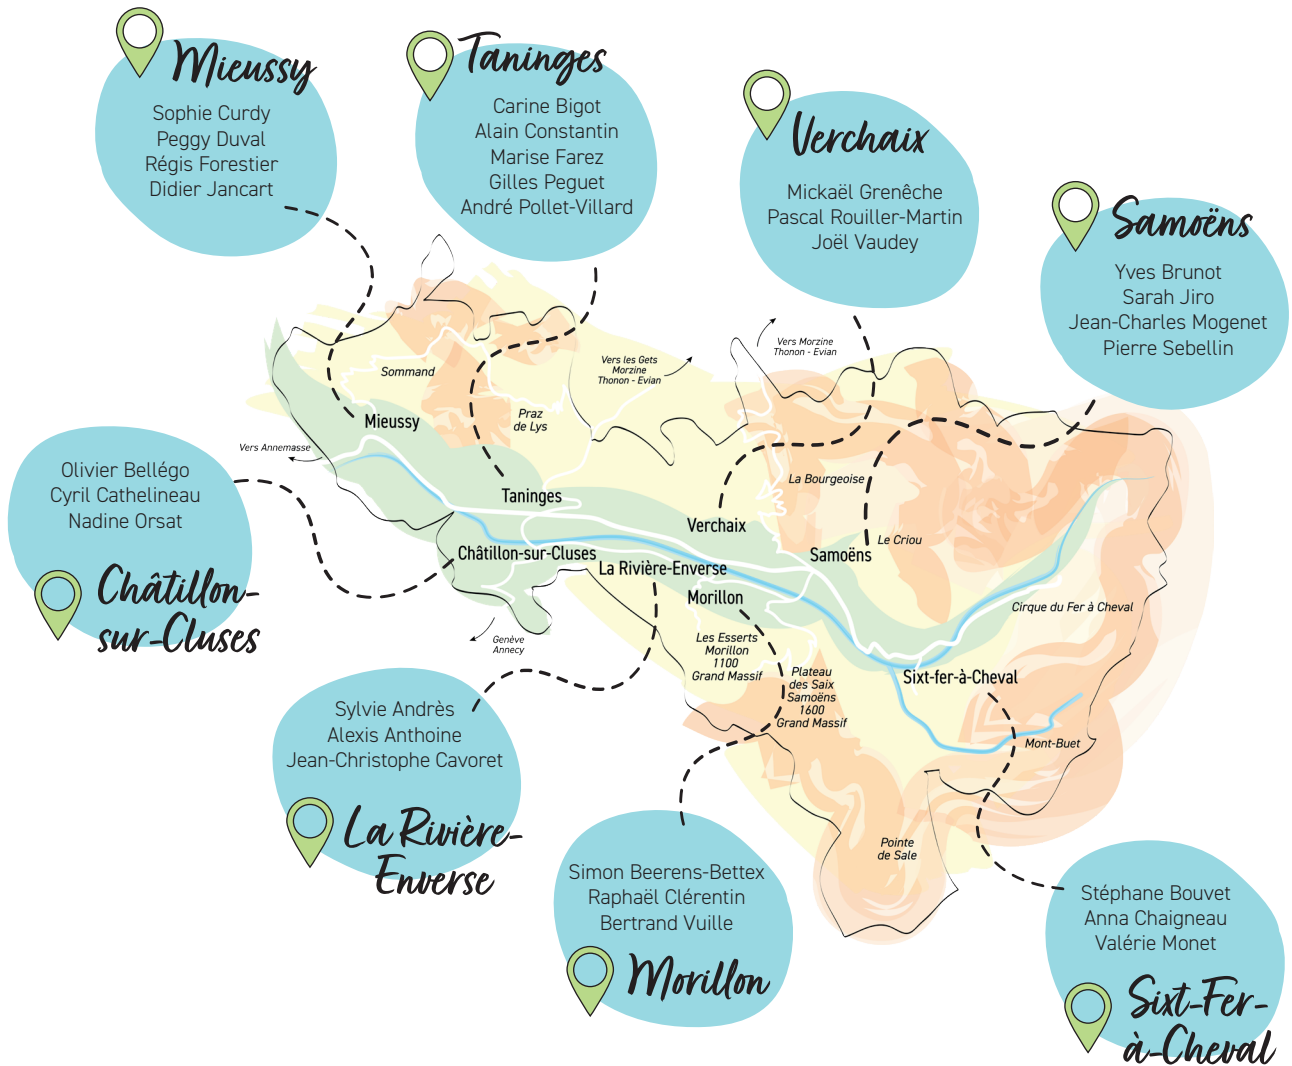 Mieussy
Sophie Curdy
Peggy Duval
Régis Forestier
Didier Jancart
Taninges
Carine Bigot
Alain Constantin
Marise Farez
Gilles Peguet
André Pollet-Villard
Verchaix
Mickaël Grenêche
Pascal Rouiller-Martin
Joël Vaudey
Samoëns
Yves Brunot
Sarah Jiro
Jean-Charles Mogenet
Pierre Sebellin
Vers Morzine
Thonon - Evian
Vers les Gets
Morzine
Thonon - Evian
Sommand
Praz
de Lys
Mieussy
Vers Annemasse
La Bourgeoise
Taninges
Verchaix
Le Criou
Samoëns
Châtillon-sur-Cluses
La Rivière-Enverse
Morillon
Cirque du Fer à Cheval
Genève
Annecy
Les Esserts
Morillon
1100
Grand Massif
Plateau
des Saix
Samoëns
1600
Grand Massif
Sixt-fer-à-Cheval
Mont-Buet
Pointe
de Sale
Olivier Bellégo
Cyril Cathelineau
Nadine Orsat
Châtillon-
sur-Cluses
Sylvie Andrès
Alexis Anthoine
Jean-Christophe Cavoret
La Rivière-
Enverse
Simon Beerens-Bettex
Raphaël Clérentin
Bertrand Vuille
Morillon
Stéphane Bouvet
Anna Chaigneau
Valérie Monet
Sixt-Fer-
à-Cheval